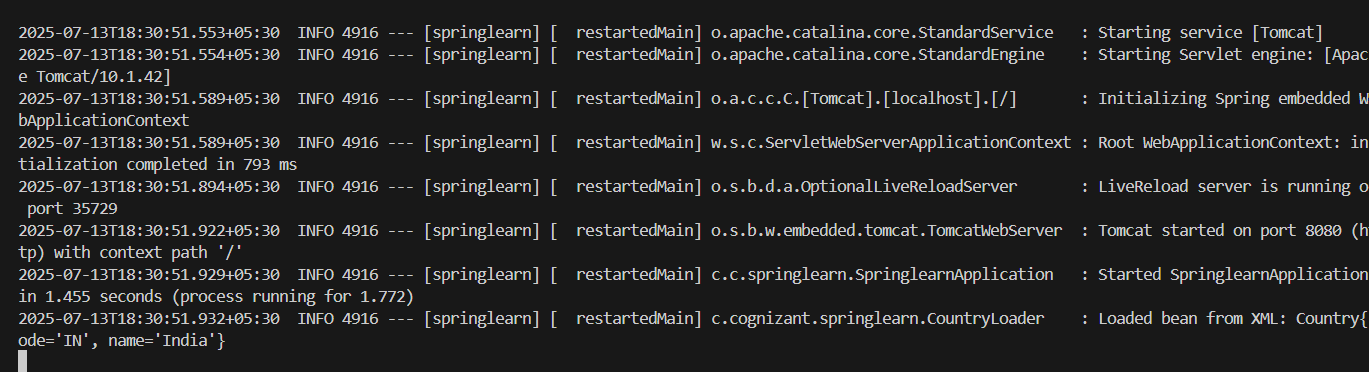 2025-07-13T18:30:51.553+05:30  INFO 4916 --- [springlearn] [  restartedMain] o.apache.catalina.core.StandardService   : Starting service [Tomcat]
2025-07-13T18:30:51.554+05:30  INFO 4916 --- [springlearn] [  restartedMain] o.apache.catalina.core.StandardEngine    : Starting Servlet engine: [Apac
e Tomcat/10.1.42]
2025-07-13T18:30:51.589+05:30  INFO 4916 --- [springlearn] [  restartedMain] o.a.c.c.C.[Tomcat].[localhost].[/]       : Initializing Spring embedded W
bApplicationContext
2025-07-13T18:30:51.589+05:30  INFO 4916 --- [springlearn] [  restartedMain] w.s.c.ServletWebServerApplicationContext : Root WebApplicationContext: in
tialization completed in 793 ms
2025-07-13T18:30:51.894+05:30  INFO 4916 --- [springlearn] [  restartedMain] o.s.b.d.a.OptionalLiveReloadServer       : LiveReload server is running o
 port 35729
2025-07-13T18:30:51.922+05:30  INFO 4916 --- [springlearn] [  restartedMain] o.s.b.w.embedded.tomcat.TomcatWebServer  : Tomcat started on port 8080 (h
tp) with context path '/'
2025-07-13T18:30:51.929+05:30  INFO 4916 --- [springlearn] [  restartedMain] c.c.springlearn.SpringlearnApplication   : Started SpringlearnApplication
in 1.455 seconds (process running for 1.772)
2025-07-13T18:30:51.932+05:30  INFO 4916 --- [springlearn] [  restartedMain] c.cognizant.springlearn.CountryLoader    : Loaded bean from XML: Country{
ode='IN', name='India'}